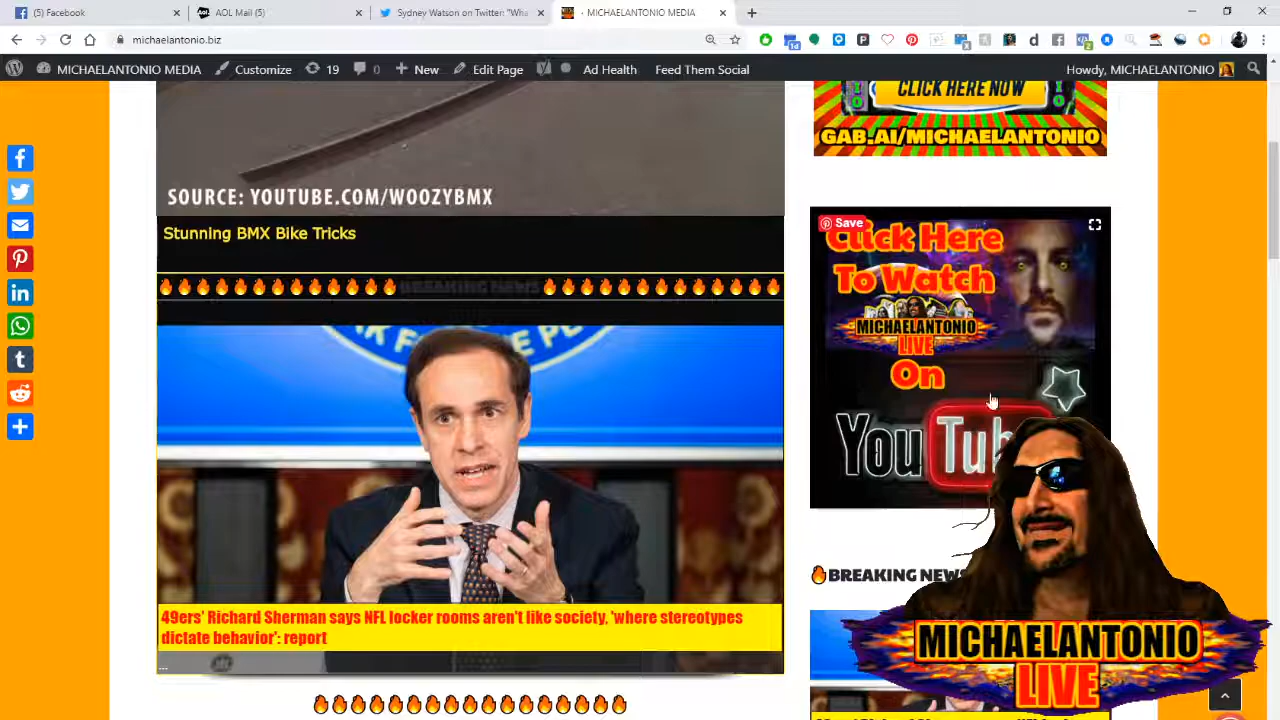 (5) Facebook
AOL Mail (5)
Sydney Watson on Twitter: "Wha
- MICHAELANTONIO MEDIA
michaelantonio.biz
MICHAELANTONIO MEDIA
Customize
19
0
New
Edit Page
Ad Health
Feed Them Social
Howdy, MICHAELANTONIO
CLICK HERE NOW
GAB.AI/MICHAELANTONIO
SOURCE: YOUTUBE.COM/WOOZYBMX
Stunning BMX Bike Tricks
BREAKING NEWS
49ers' Richard Sherman says NFL locker rooms aren't like society, 'where stereotypes
dictate behavior': report
...
Save
Click Here
To Watch
MICHAELANTONIO
LIVE
On
YouTub
🔥BREAKING NEWS
MICHAELANTONIO
LIVE